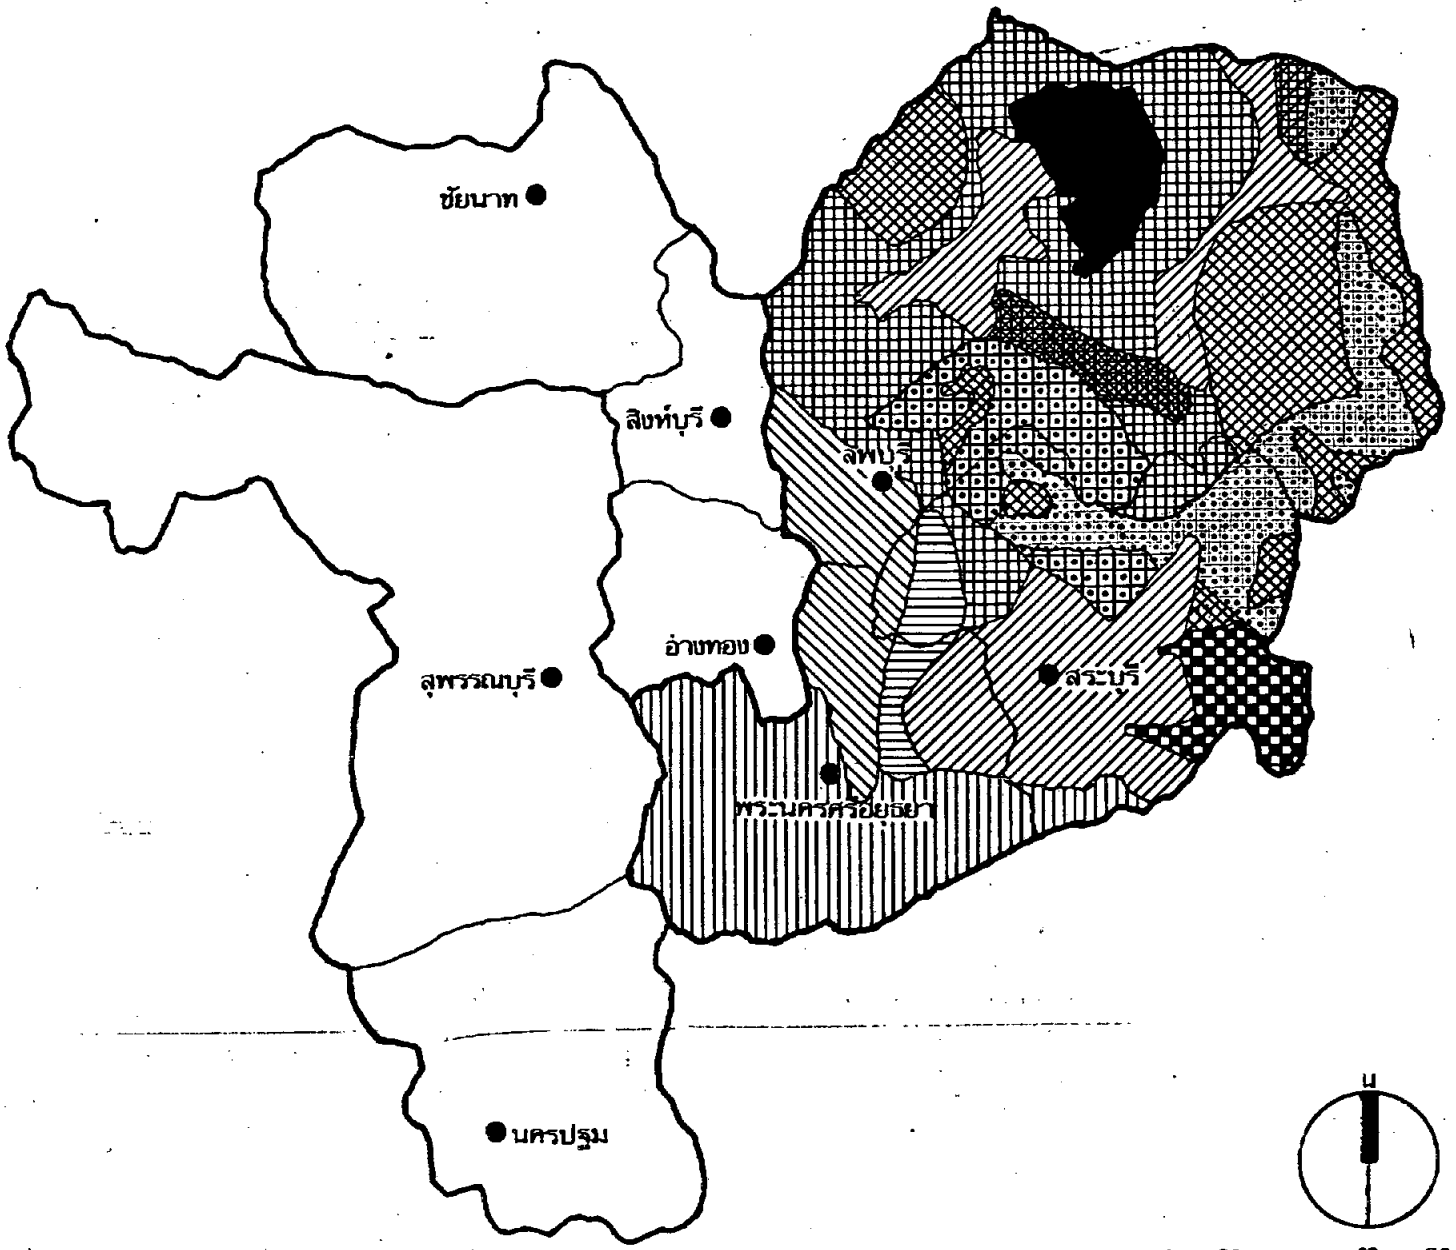 ชัยนาท
สิงห์บุรี
ลพบุรี
อ่างทอง
สุพรรณบุรี
สระบุรี
พระนครศรีอยุธยา
น
นครปฐม